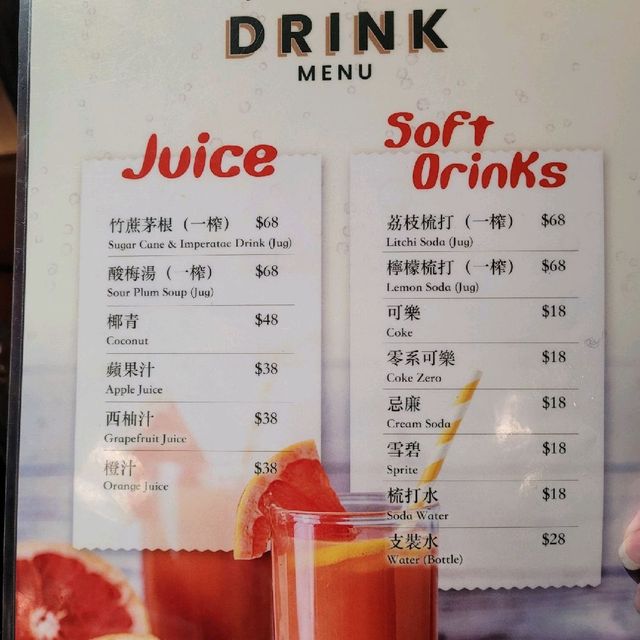 DRINK
MENU
Juice
竹蔗茅根（一榨） $68
Sugar Cane & Imperatae Drink (Jug)
酸梅湯（一榨） $68
Sour Plum Soup (Jug)
椰青 $48
Coconut
蘋果汁 $38
Apple Juice
西柚汁 $38
Grapefruit Juice
橙汁 $38
Orange Juice
Soft
Drinks
荔枝梳打（一榨） $68
Litchi Soda (Jug)
檸檬梳打（一榨） $68
Lemon Soda (Jug)
可樂 $18
Coke
零系可樂 $18
Coke Zero
忌廉 $18
Cream Soda
雪碧 $18
Sprite
梳打水 $18
Soda Water
支裝水 $28
Water (Bottle)